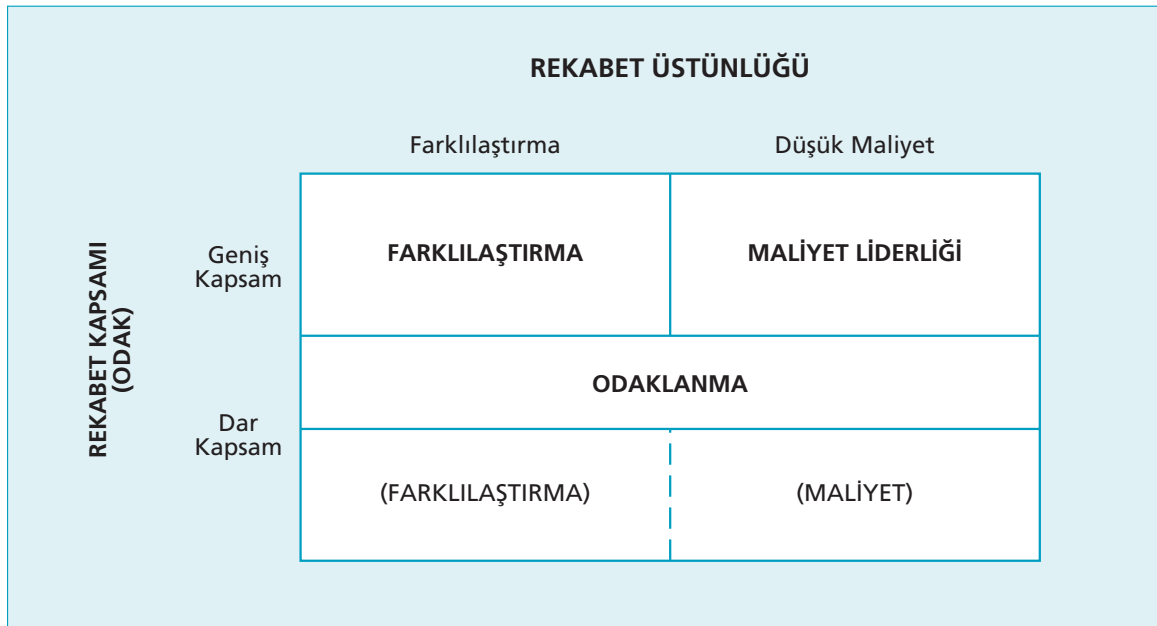 REKABET ÜSTÜNLÜĞÜ
Farklılaştırma
Düşük Maliyet
REKABET KAPSAMI
(ODAK)
Geniş
Kapsam
FARKLILAŞTIRMA
MALİYET LİDERLİĞİ
ODAKLANMA
Dar
Kapsam
(FARKLILAŞTIRMA)
(MALİYET)